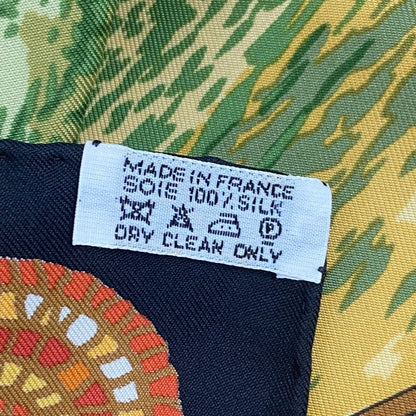 MADE IN FRANCE
SOIE 100% SILK
P
DRY CLEAN ONLY